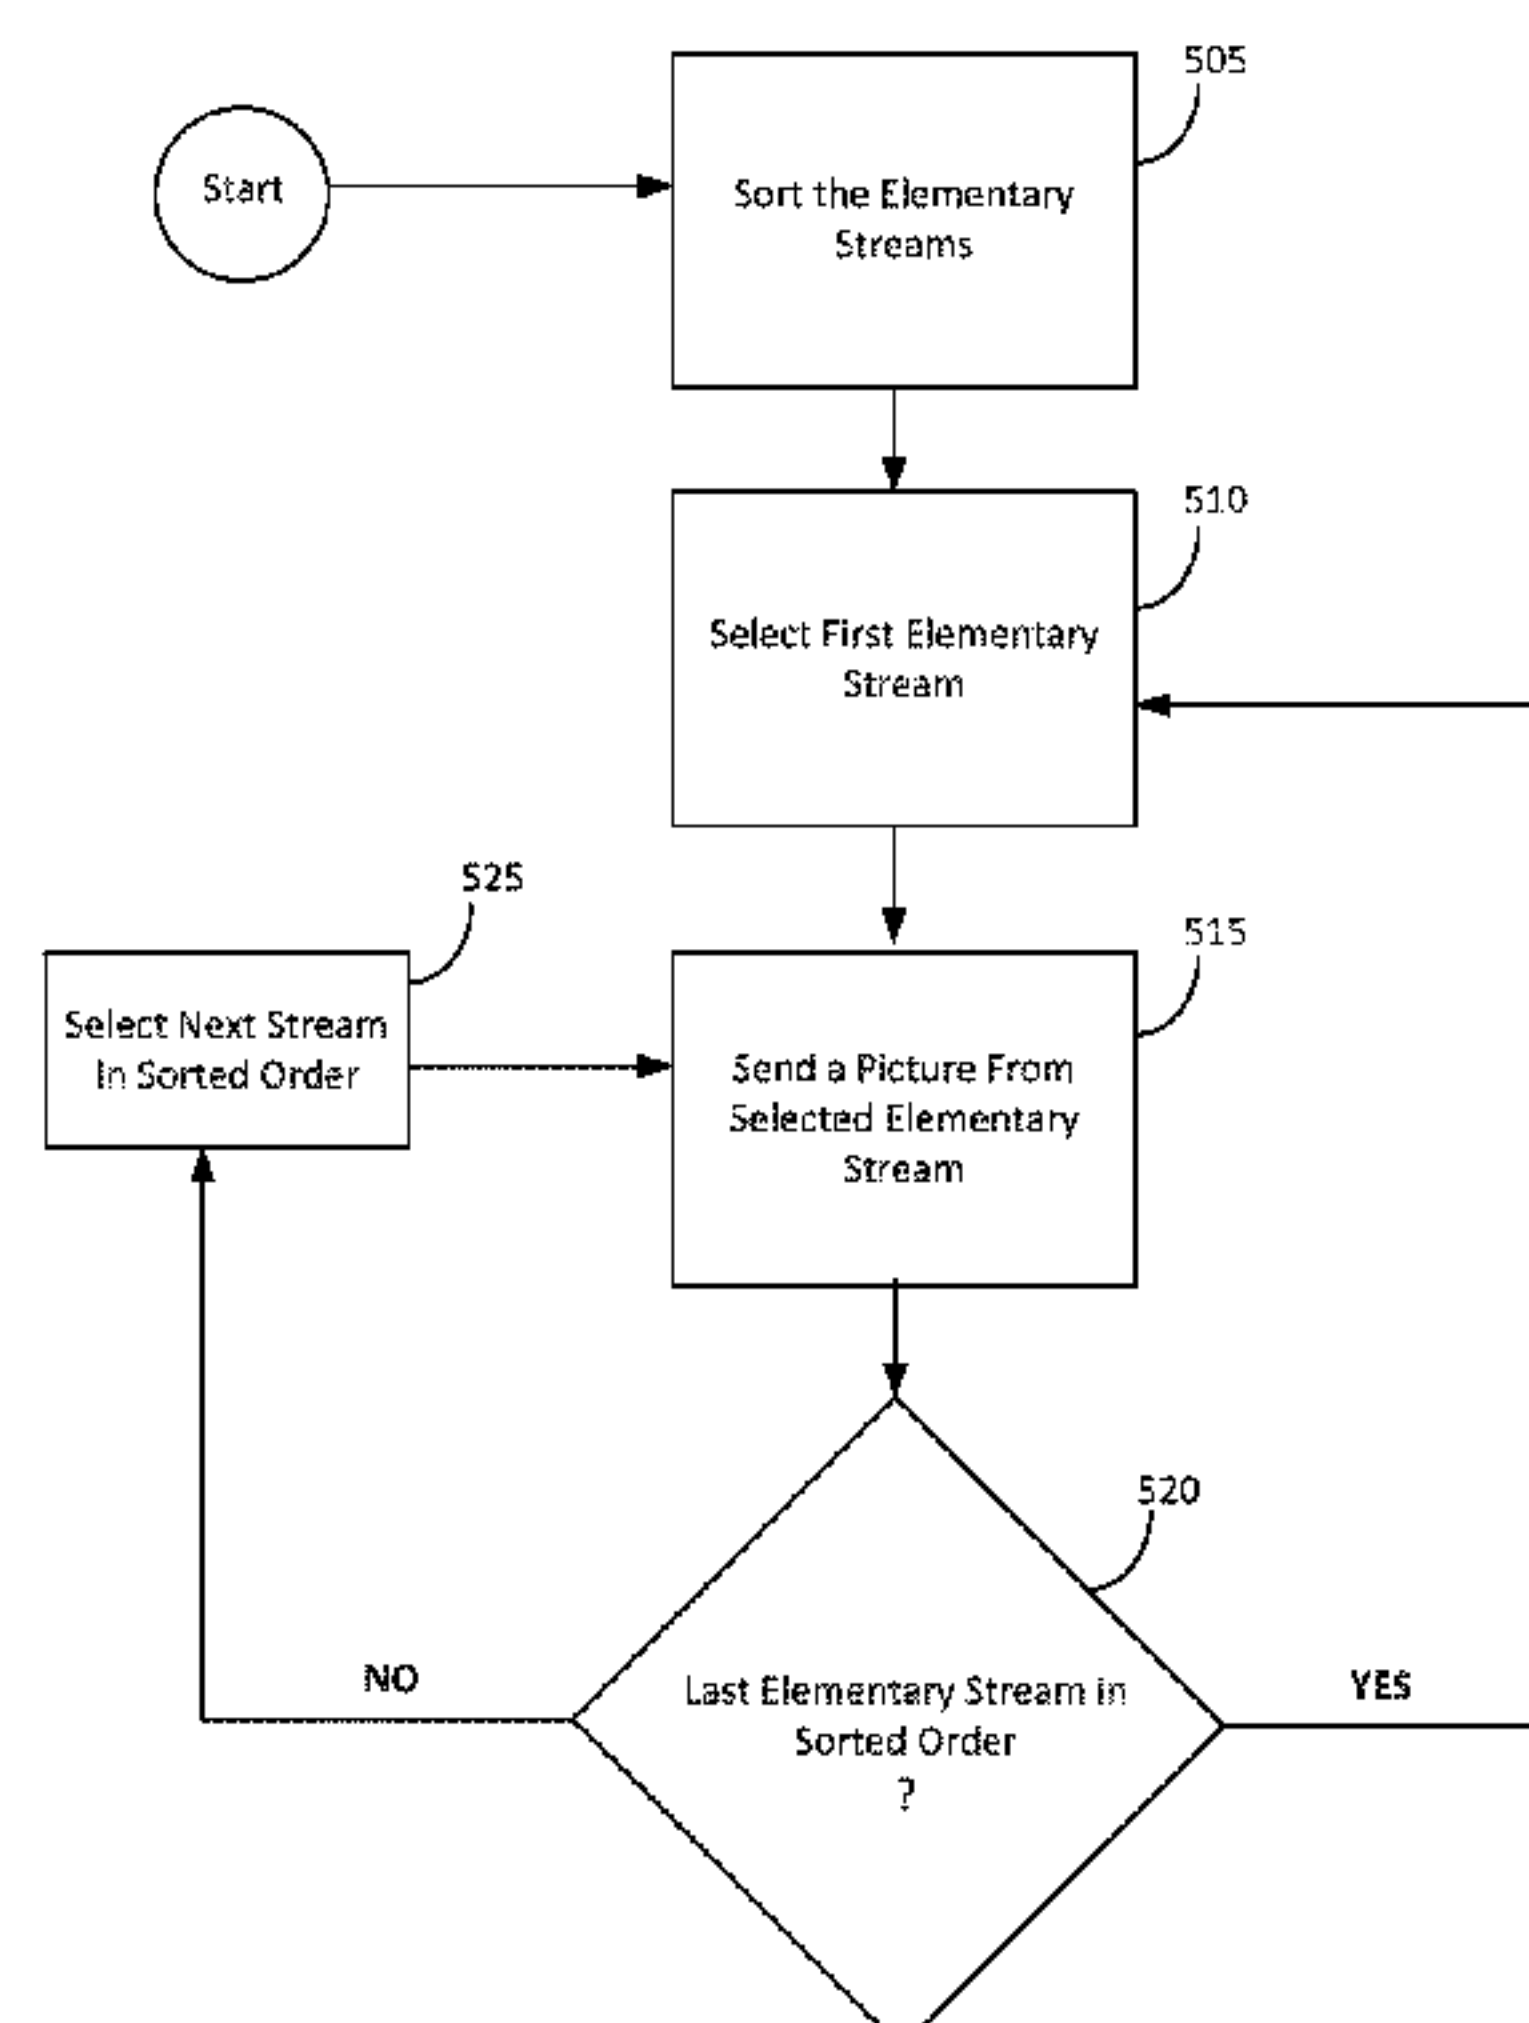 505
Start
Sort the Elementary
Streams
510
Select First Elementary
Stream
525
515
Select Next Stream
In Sorted Order
Send a Picture From
Selected Elementary
Stream
520
NO
YES
Last Elementary Stream in
Sorted Order
?